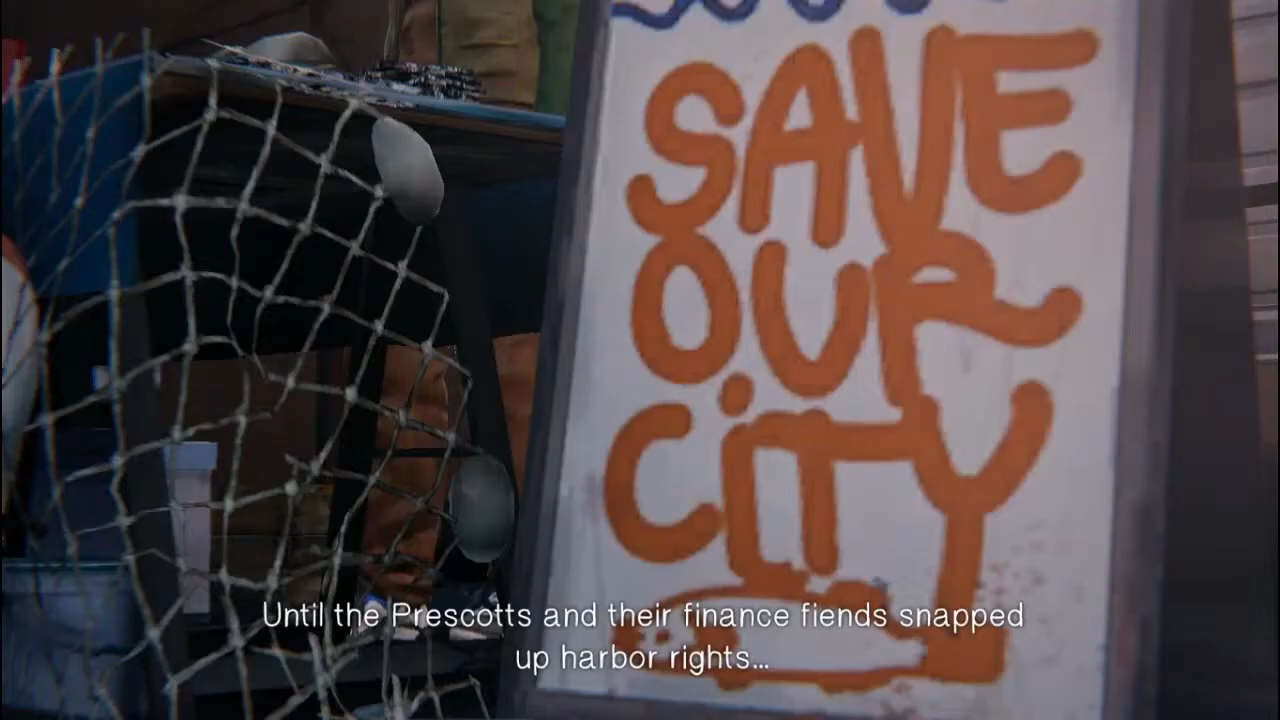 SAVE
OUR
CITY
Until the Prescotts and their finance fiends snapped
up harbor rights...